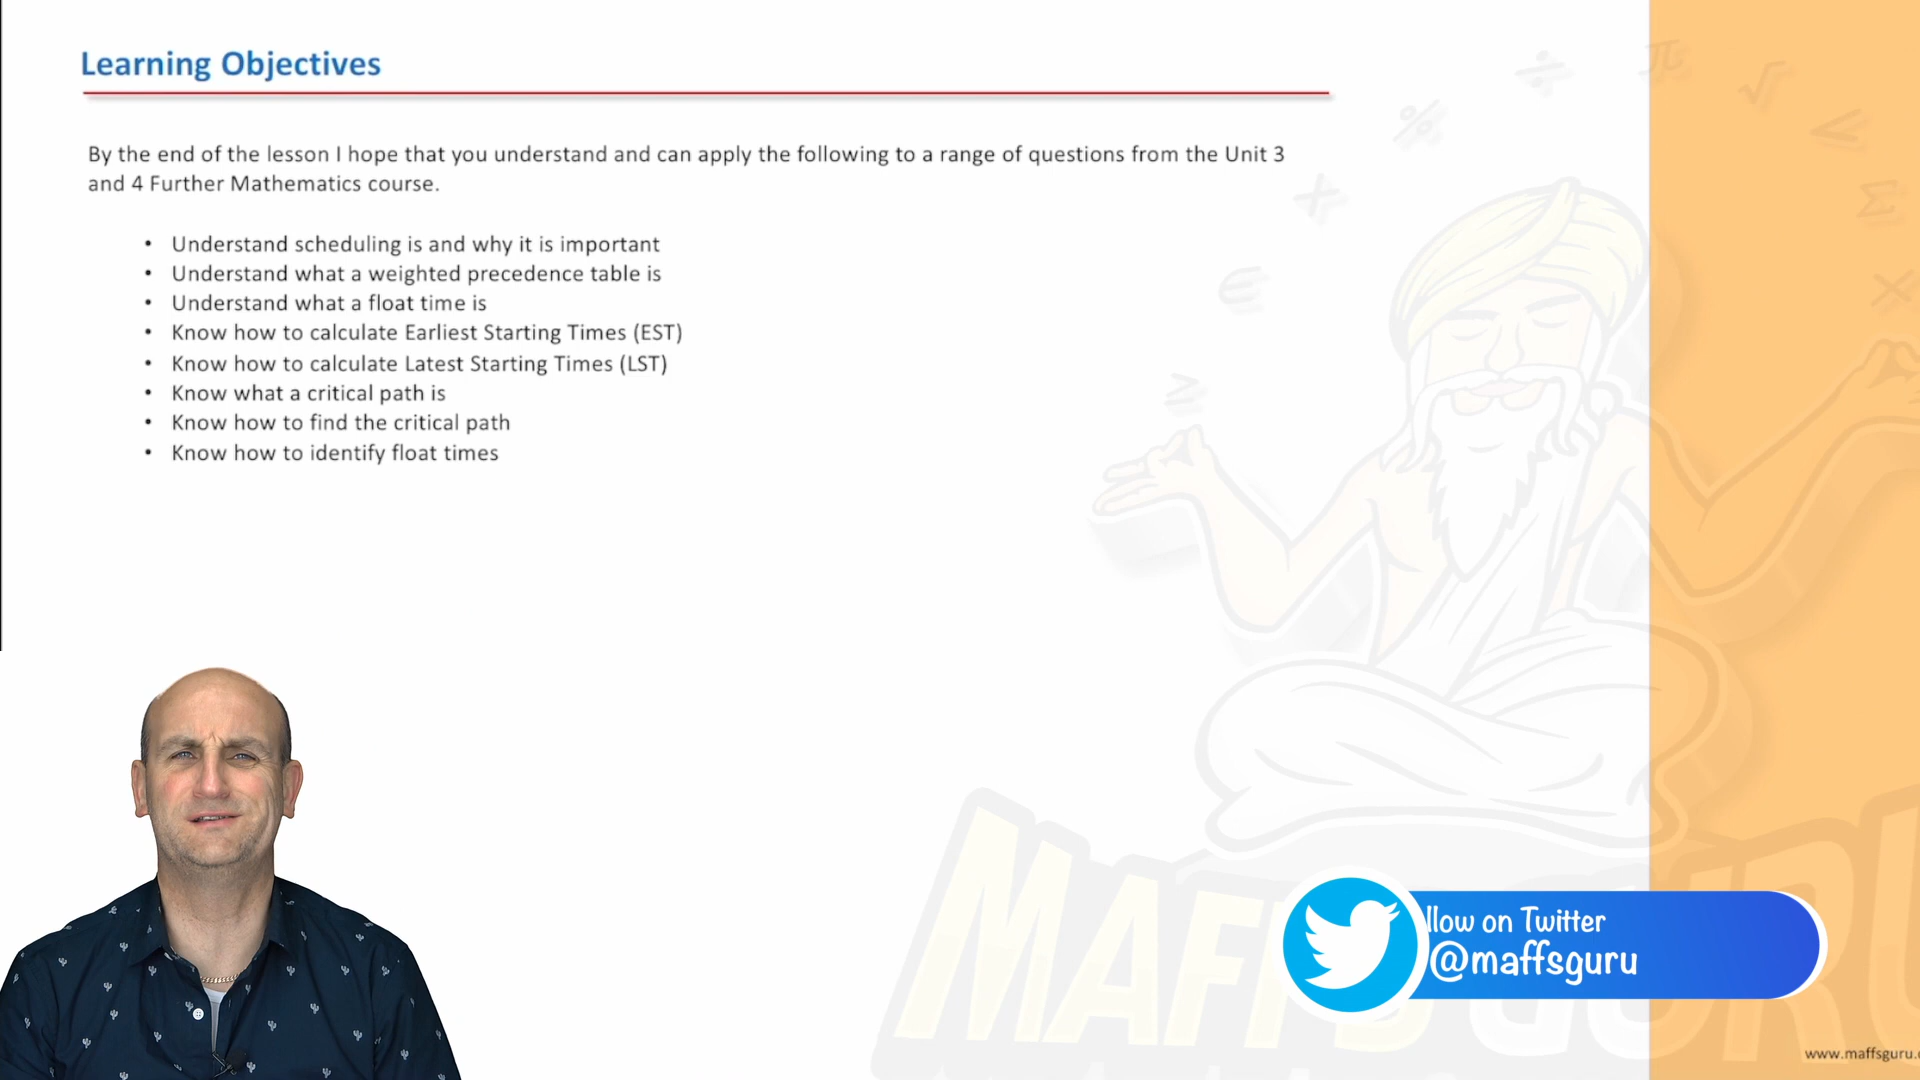 Learning Objectives
By the end of the lesson I hope that you understand and can apply the following to a range of questions from the Unit 3
and 4 Further Mathematics course.
• Understand scheduling is and why it is important
• Understand what a weighted precedence table is
• Understand what a float time is
• Know how to calculate Earliest Starting Times (EST)
• Know how to calculate Latest Starting Times (LST)
• Know what a critical path is
• Know how to find the critical path
• Know how to identify float times
MAFFS GURU
llow on Twitter
@maffsguru
www.maffsguru.c